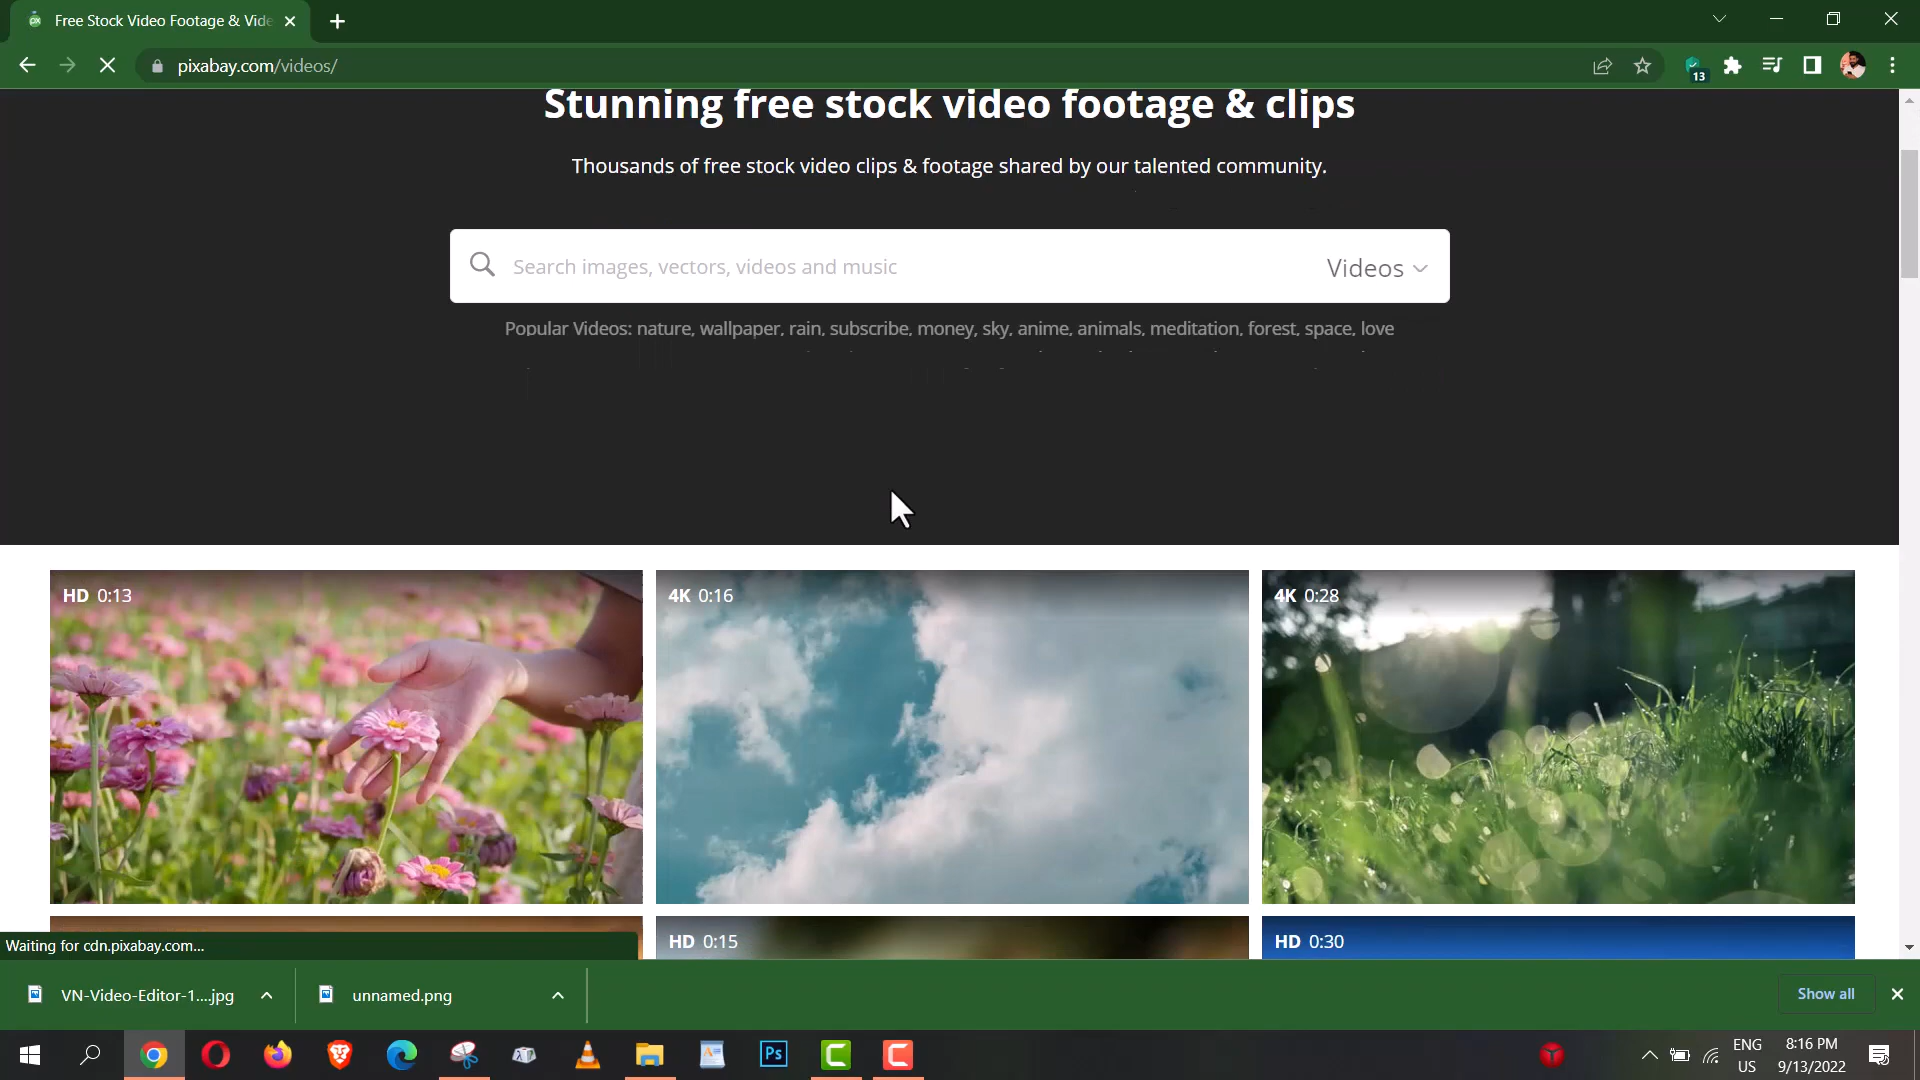 Free Stock Video Footage & Vide
pixabay.com/videos/
13
Stunning free stock video footage & clips
Thousands of free stock video clips & footage shared by our talented community.
Search images, vectors, videos and music
Videos
Popular Videos: nature, wallpaper, rain, subscribe, money, sky, anime, animals, meditation, forest, space, love
HD 0:13
4K 0:16
4K 0:28
HD 0:15
HD 0:30
Waiting for cdn.pixabay.com...
VN-Video-Editor-1....jpg
unnamed.png
Show all
Ps
ENG
US
8:16 PM
9/13/2022